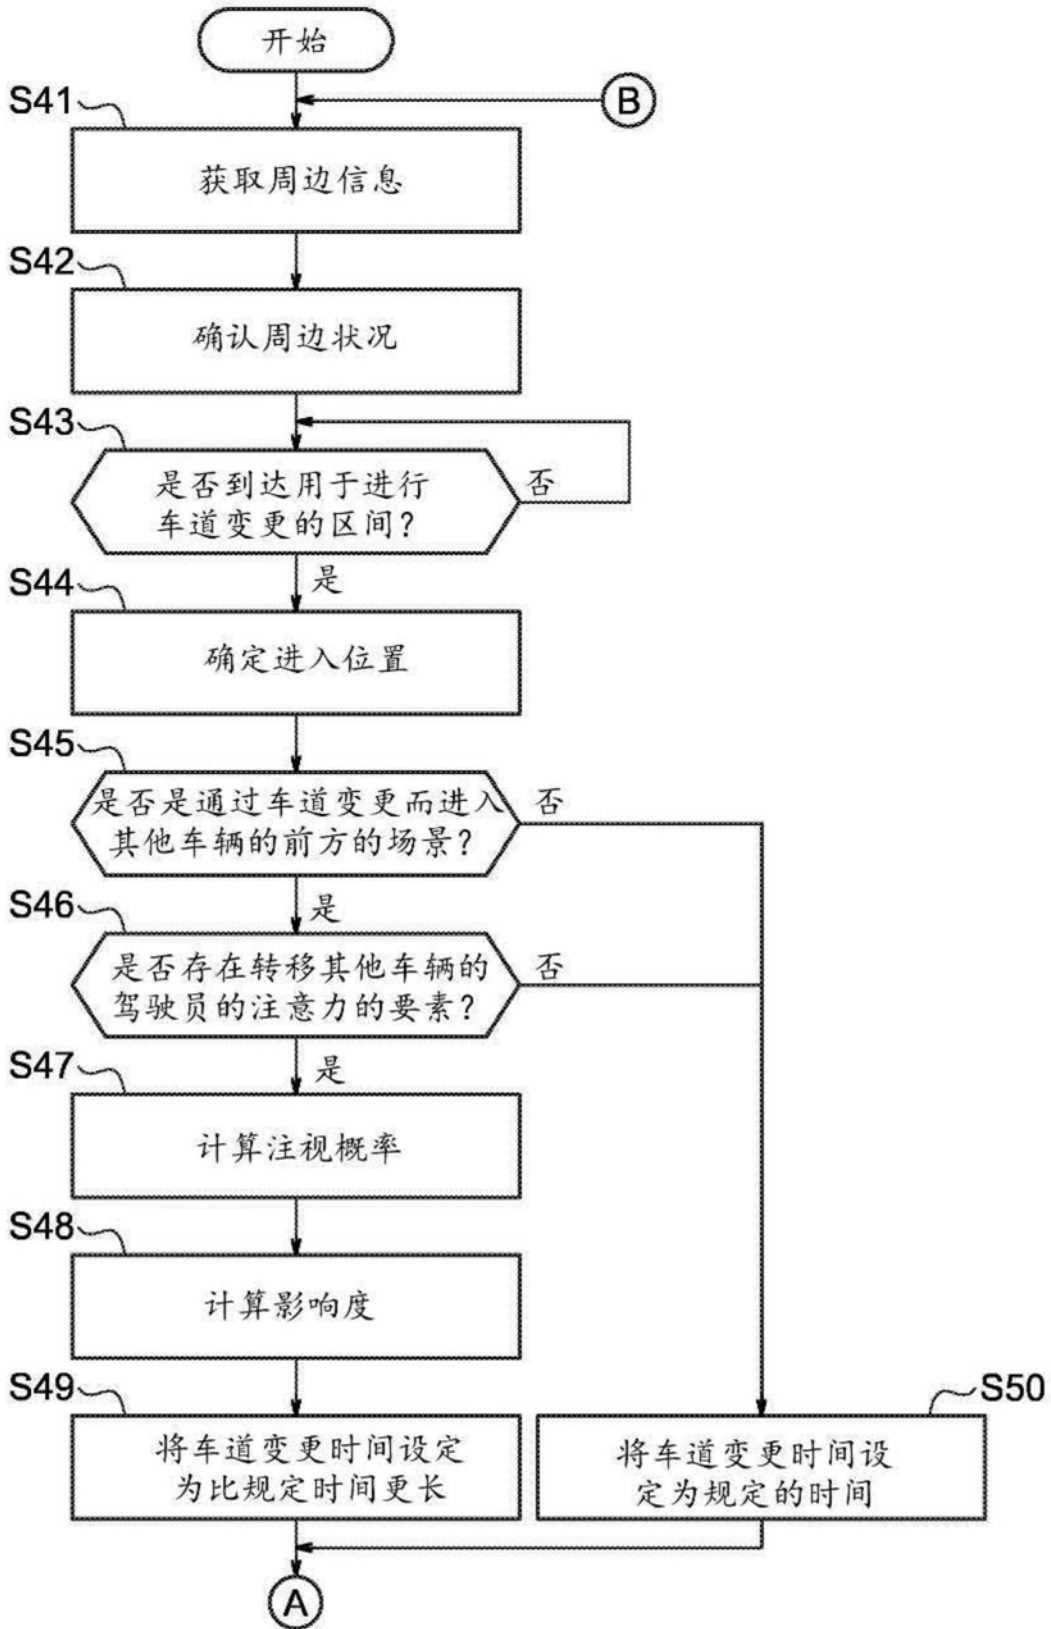 开始
B
S41
获取周边信息
S42
确认周边状况
S43
是否到达用于进行
车道变更的区间？
否
是
S44
确定进入位置
S45
是否是通过车道变更而进入
其他车辆的前方的场景？
否
是
S46
是否存在转移其他车辆的
驾驶员的注意力的要素？
否
是
S47
计算注视概率
S48
计算影响度
S49
将车道变更时间设定
为比规定时间更长
S50
将车道变更时间设
定为规定的时间
A